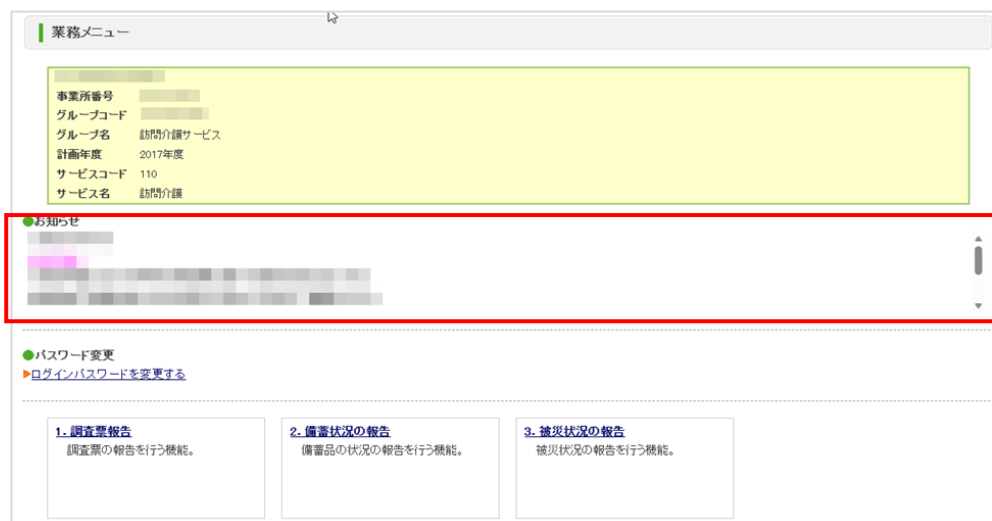 業務メニュー
事業所番号
グループコード
グループ名 訪問介護サービス
計画年度 2017年度
サービスコード 110
サービス名 訪問介護
●お知らせ
●パスワード変更
▶ログインパスワードを変更する
1. 調査票報告
調査票の報告を行う機能。
2. 備蓄状況の報告
備蓄品の状況の報告を行う機能。
3. 被災状況の報告
被災状況の報告を行う機能。